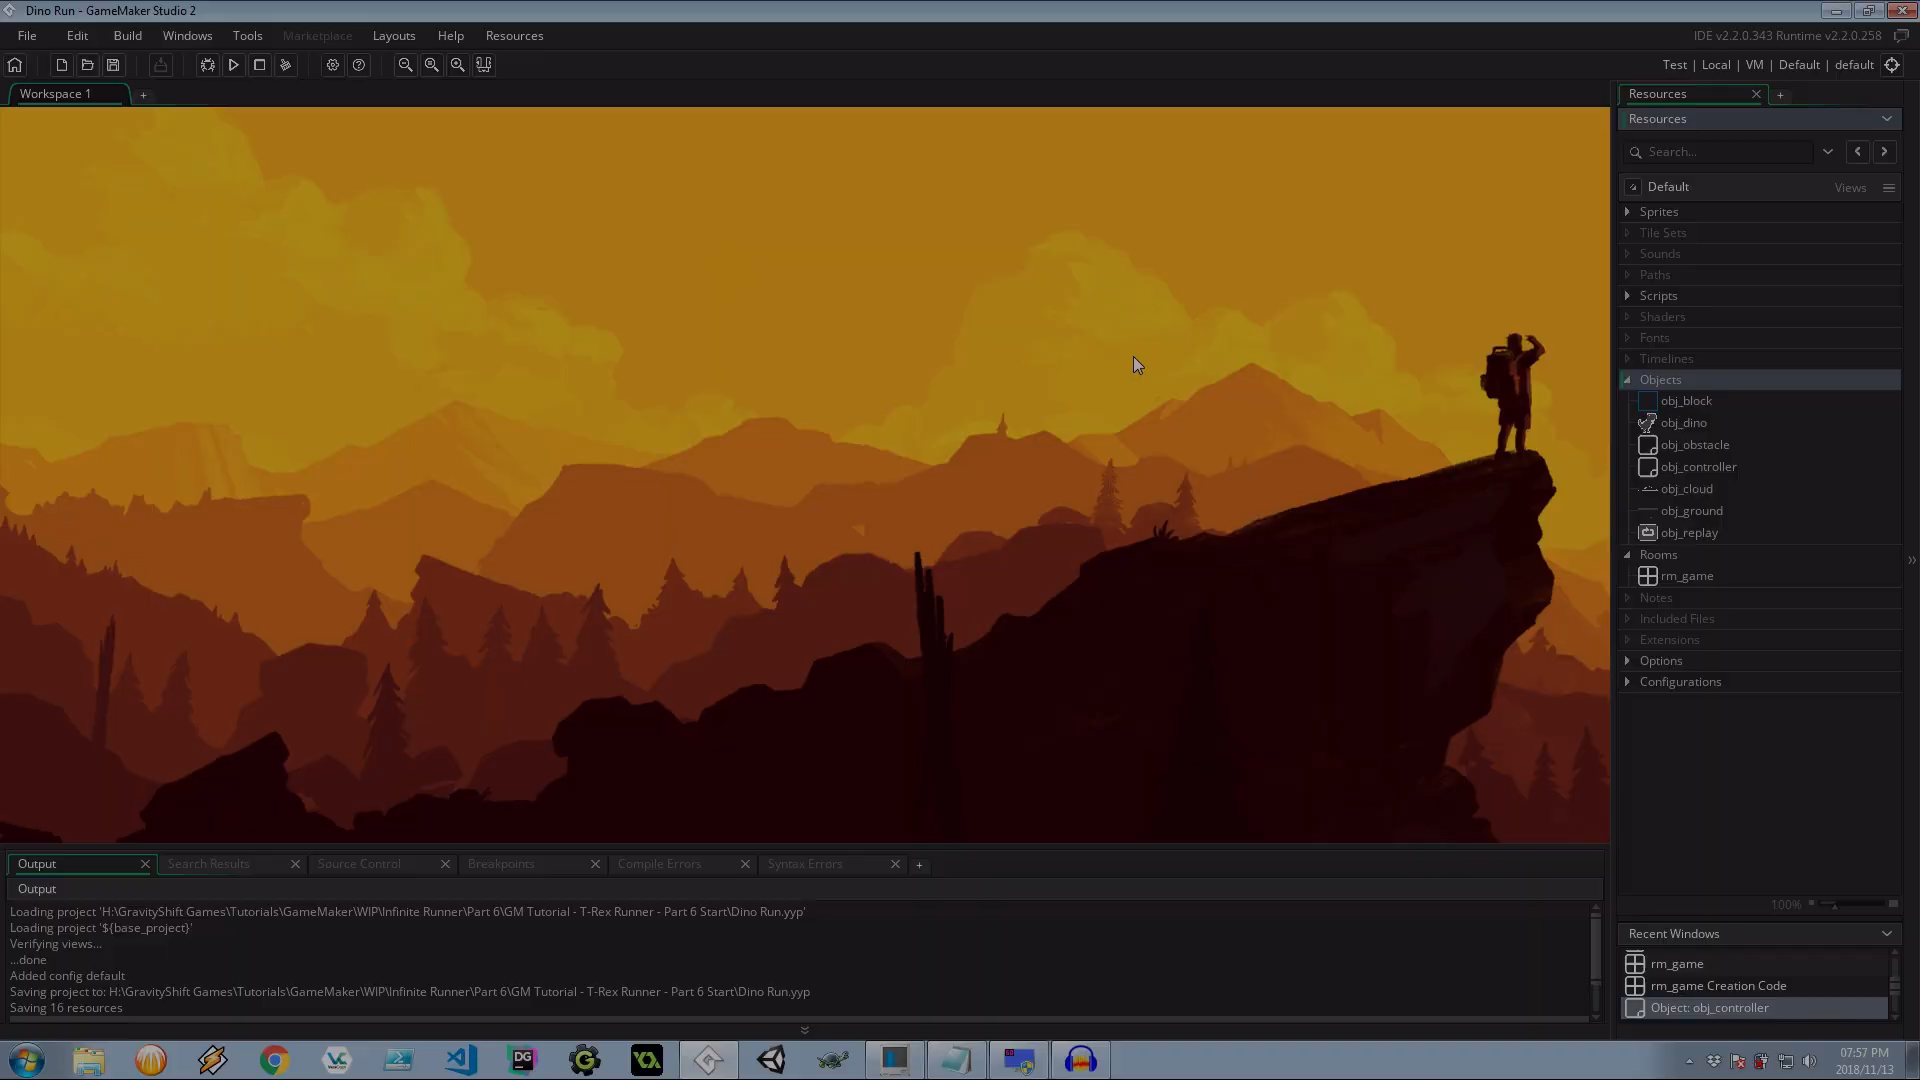 Dino Run - GameMaker Studio 2
File Edit Build Windows Tools Marketplace Layouts Help Resources
IDE v2.2.0.343 Runtime v2.2.0.258
Test | Local | VM | Default | default
Workspace 1
Resources
Resources
Search...
Default
Views
Sprites
Tile Sets
Sounds
Paths
Scripts
Shaders
Fonts
Timelines
Objects
obj_block
obj_dino
obj_obstacle
obj_controller
obj_cloud
obj_ground
obj_replay
Rooms
rm_game
Notes
Included Files
Extensions
Options
Configurations
100%
Recent Windows
rm_game
rm_game Creation Code
Object: obj_controller
Output Search Results Source Control Breakpoints Compile Errors Syntax Errors
Output
Loading project 'H:\GravityShift Games\Tutorials\GameMaker\WIP\Infinite Runner\Part 6\GM Tutorial - T-Rex Runner - Part 6 Start\Dino Run.yyp'
Loading project '${base_project}'
Verifying views...
...done
Added config default
Saving project to: H:\GravityShift Games\Tutorials\GameMaker\WIP\Infinite Runner\Part 6\GM Tutorial - T-Rex Runner - Part 6 Start\Dino Run.yyp
Saving 16 resources
07:57 PM
2018/11/13